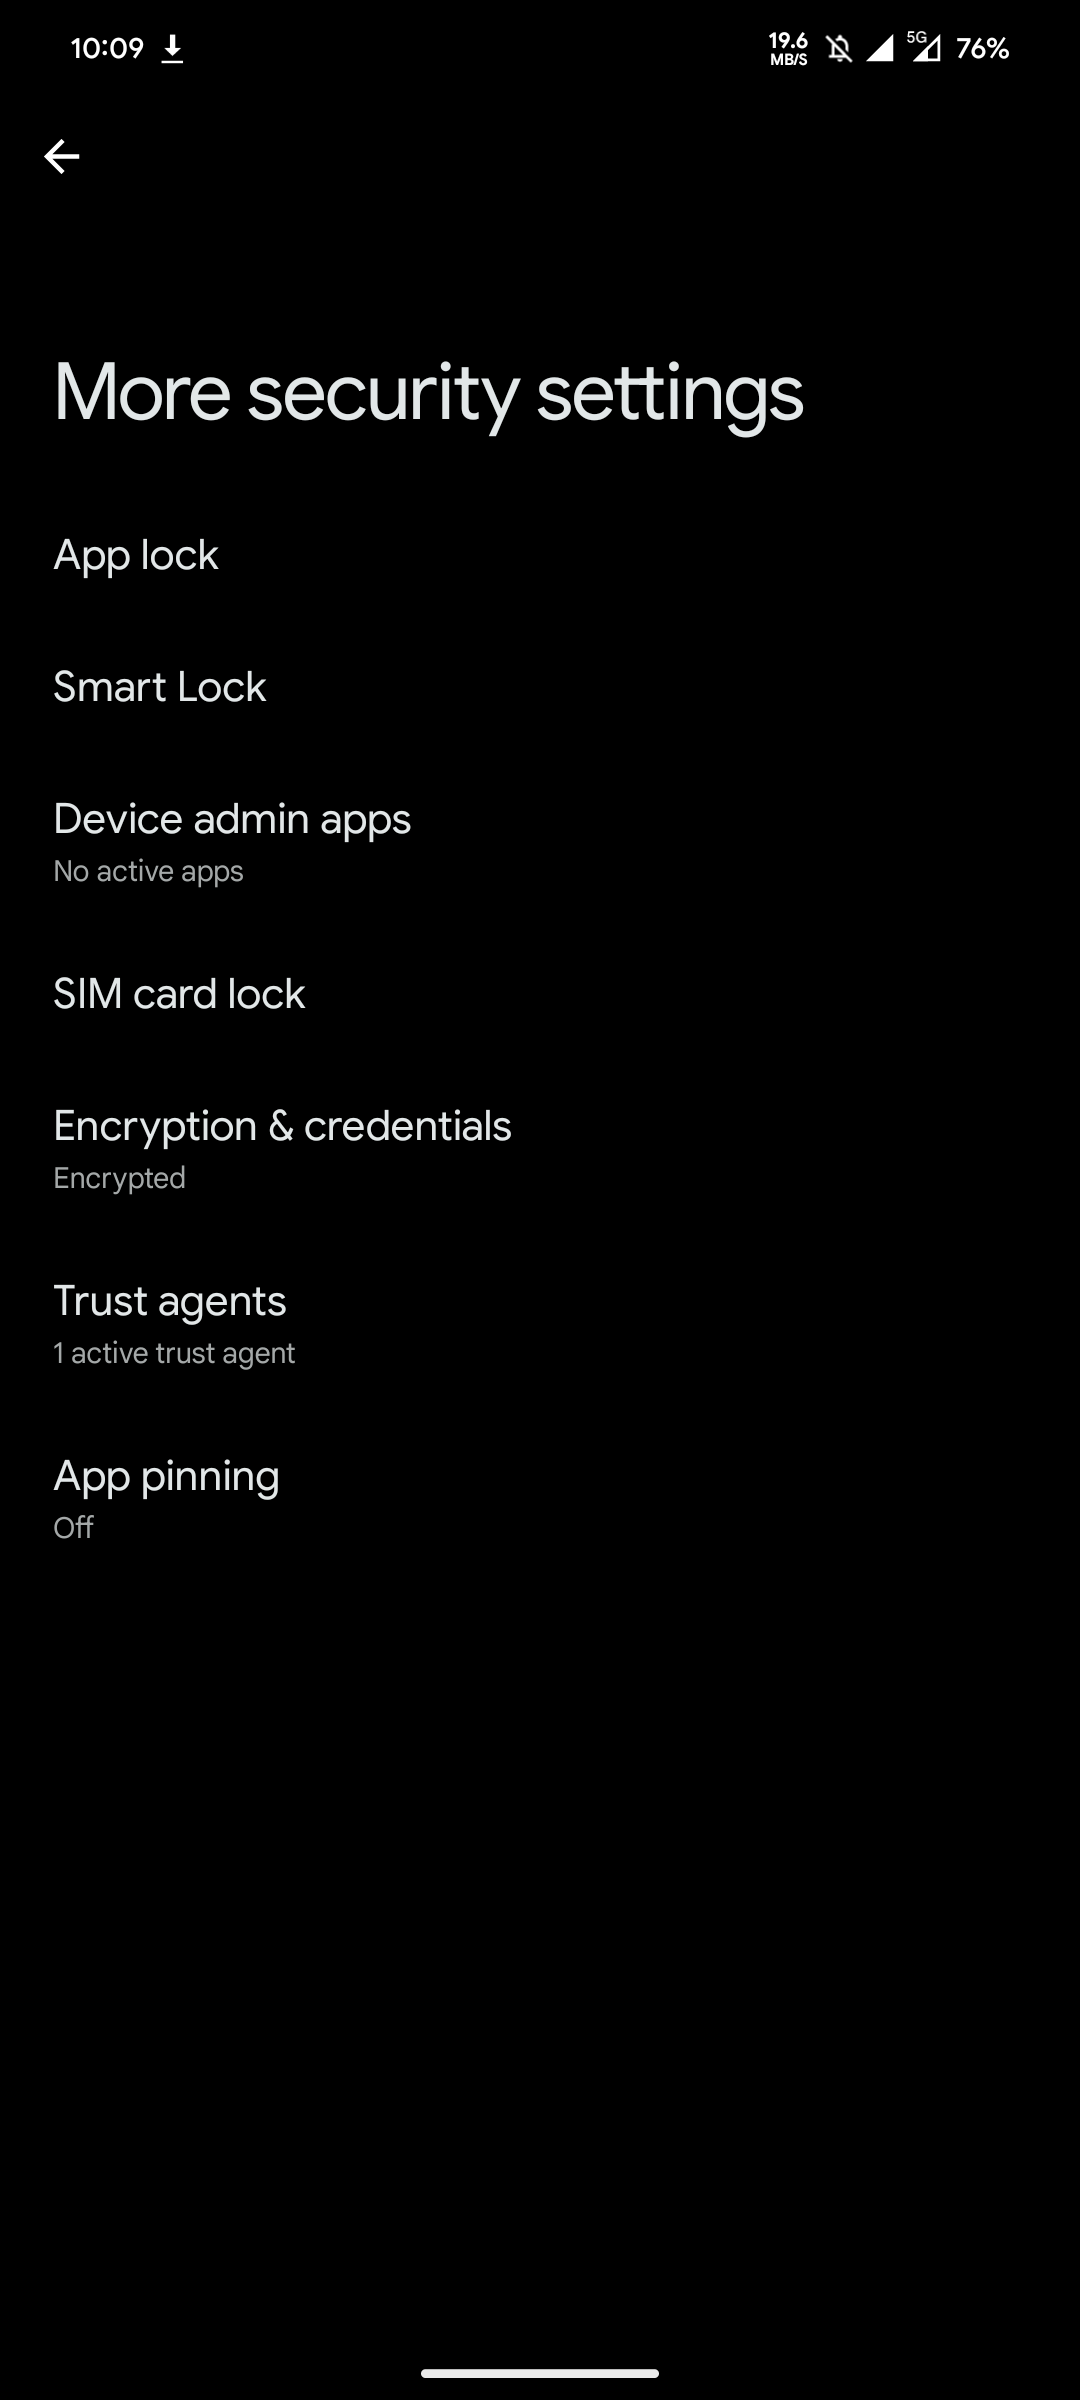 10:09
19.6
MB/S
5G
76%
More security settings
App lock
Smart Lock
Device admin apps
No active apps
SIM card lock
Encryption & credentials
Encrypted
Trust agents
1 active trust agent
App pinning
Off